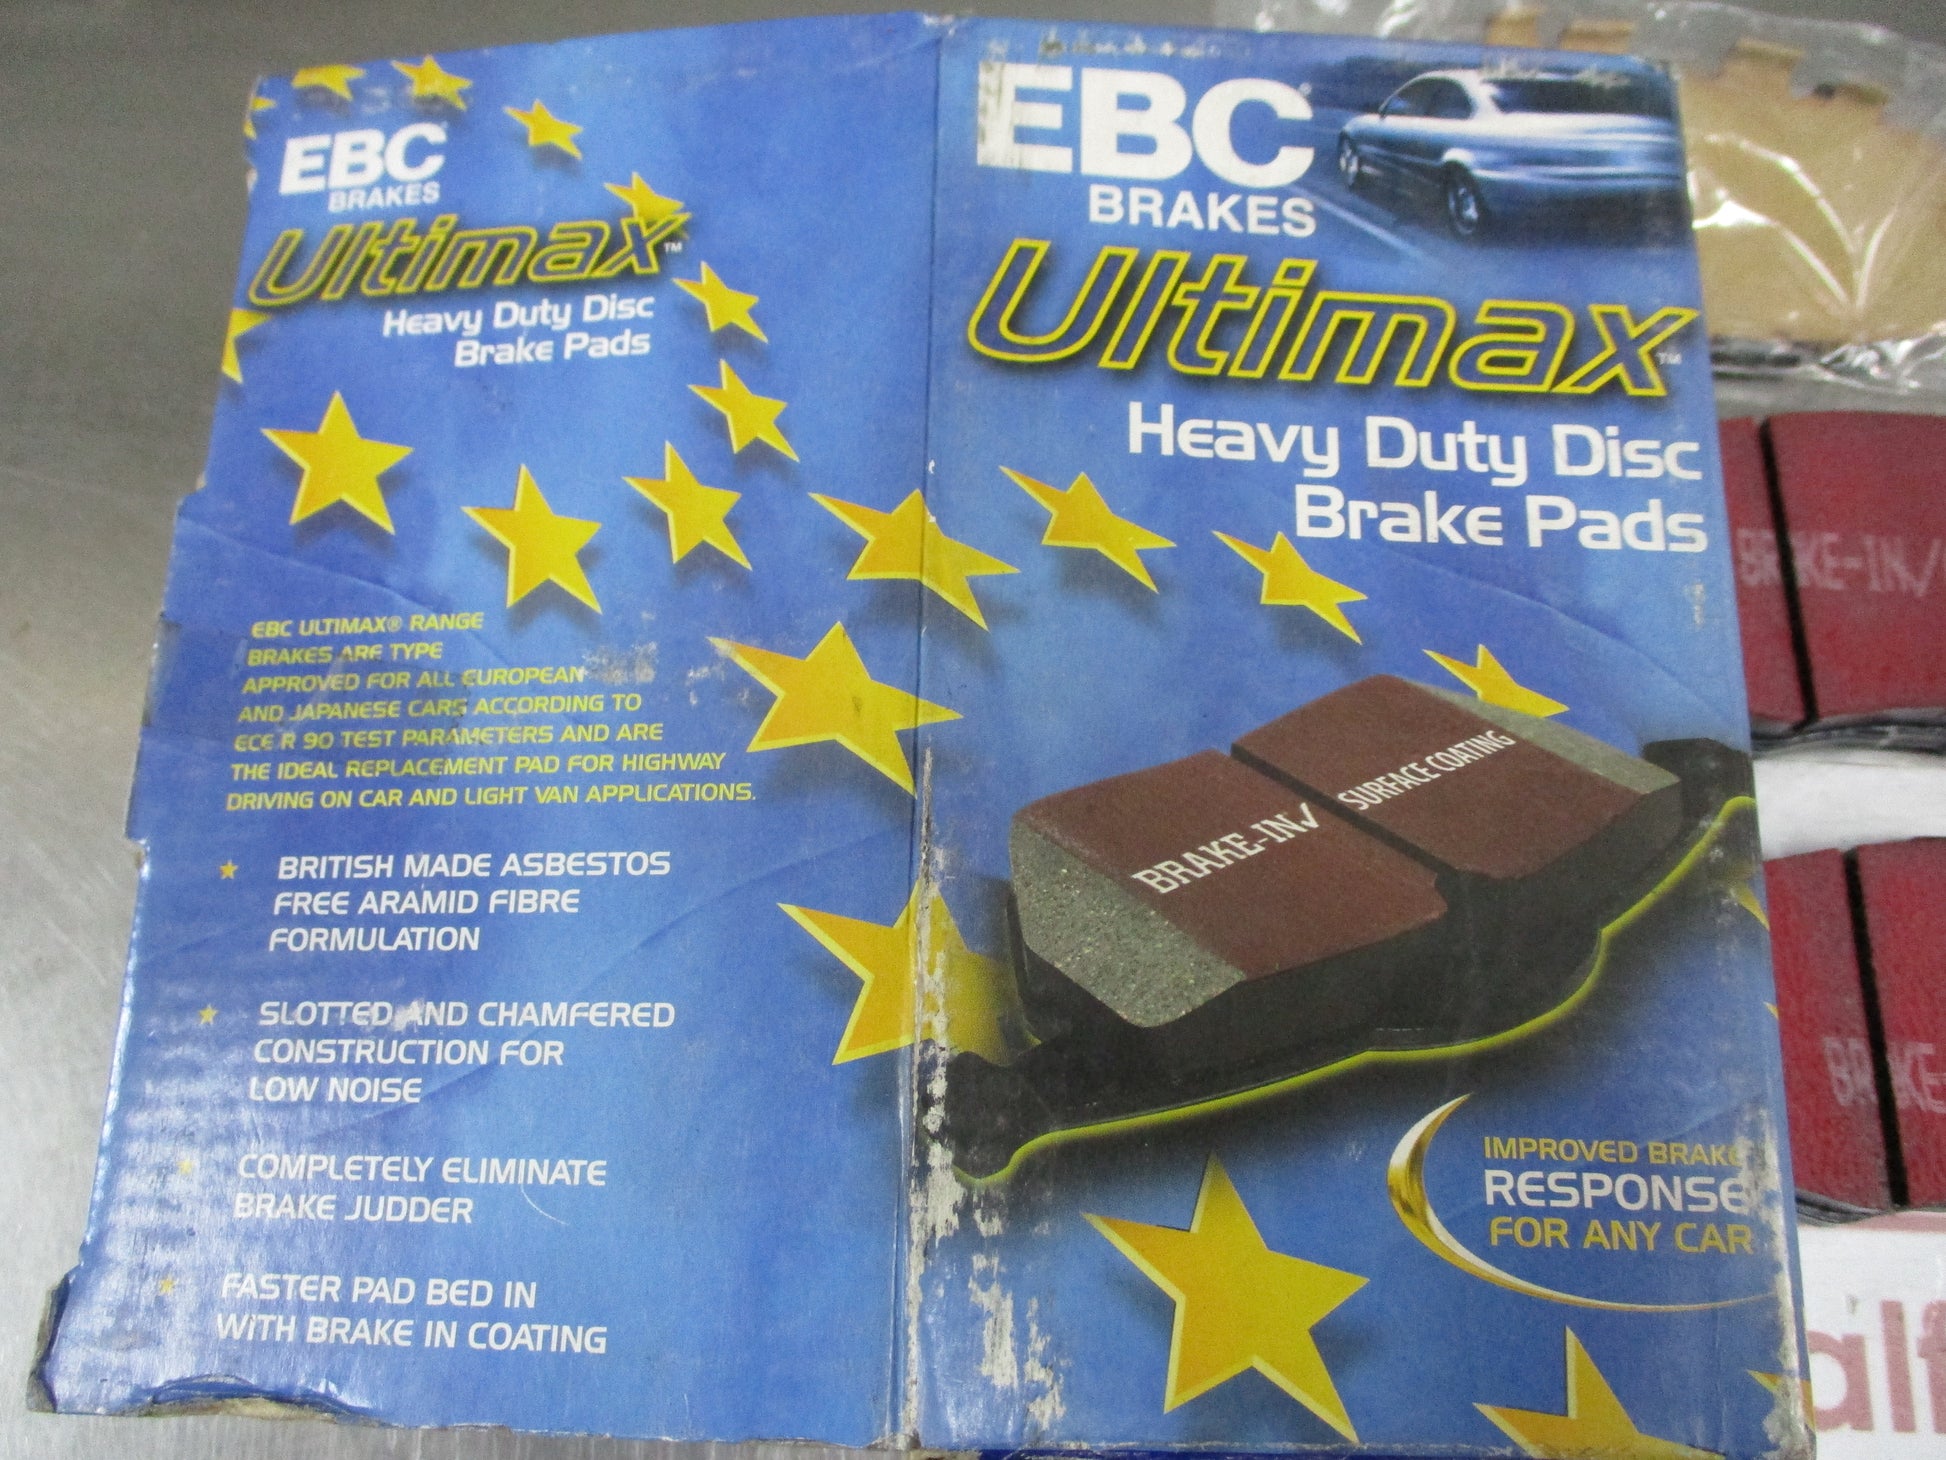 EBC
BRAKES
Ultimax™
Heavy Duty Disc
Brake Pads
EBC ULTIMAX® RANGE
BRAKES ARE TYPE
APPROVED FOR ALL EUROPEAN
AND JAPANESE CARS ACCORDING TO
ECE R 90 TEST PARAMETERS AND ARE
THE IDEAL REPLACEMENT PAD FOR HIGHWAY
DRIVING ON CAR AND LIGHT VAN APPLICATIONS.
BRITISH MADE ASBESTOS
FREE ARAMID FIBRE
FORMULATION
SLOTTED AND CHAMFERED
CONSTRUCTION FOR
LOW NOISE
COMPLETELY ELIMINATE
BRAKE JUDDER
FASTER PAD BED IN
WITH BRAKE IN COATING
EBC
BRAKES
Ultimax™
Heavy Duty Disc
Brake Pads
BRAKE-IN✓ SURFACE COATING
IMPROVED BRAKE
RESPONSE
FOR ANY CAR
BRAKE-IN✓
BRAKE-